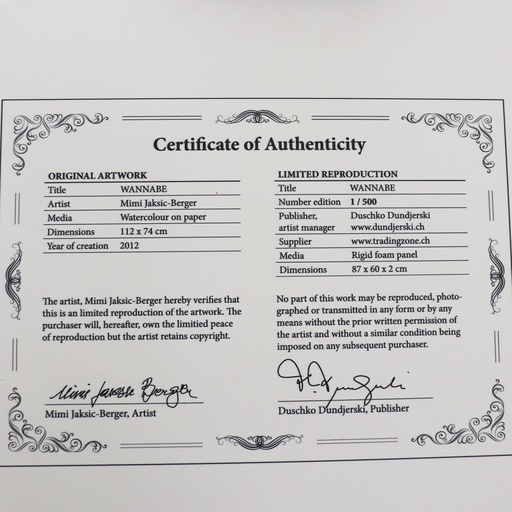 Certificate of Authenticity
ORIGINAL ARTWORK
Title WANNABE
Artist Mimi Jaksic-Berger
Media Watercolour on paper
Dimensions 112 x 74 cm
Year of creation 2012
The artist, Mimi Jaksic-Berger hereby verifies that
this is an limited reproduction of the artwork. The
purchaser will, hereafter, own the limitied peace
of reproduction but the artist retains copyright.
Mimi Jaksic Berger
Mimi Jaksic-Berger, Artist
LIMITED REPRODUCTION
Title WANNABE
Number edition 1 / 500
Publisher, Duschko Dundjerski
artist manager www.dundjerski.ch
Supplier www.tradingzone.ch
Media Rigid foam panel
Dimensions 87 x 60 x 2 cm
No part of this work may be reproduced, photo-
graphed or transmitted in any form or by any
means without the prior written permission of
the artist and without a similar condition being
imposed on any subsequent purchaser.
Duschko Dundjerski, Publisher